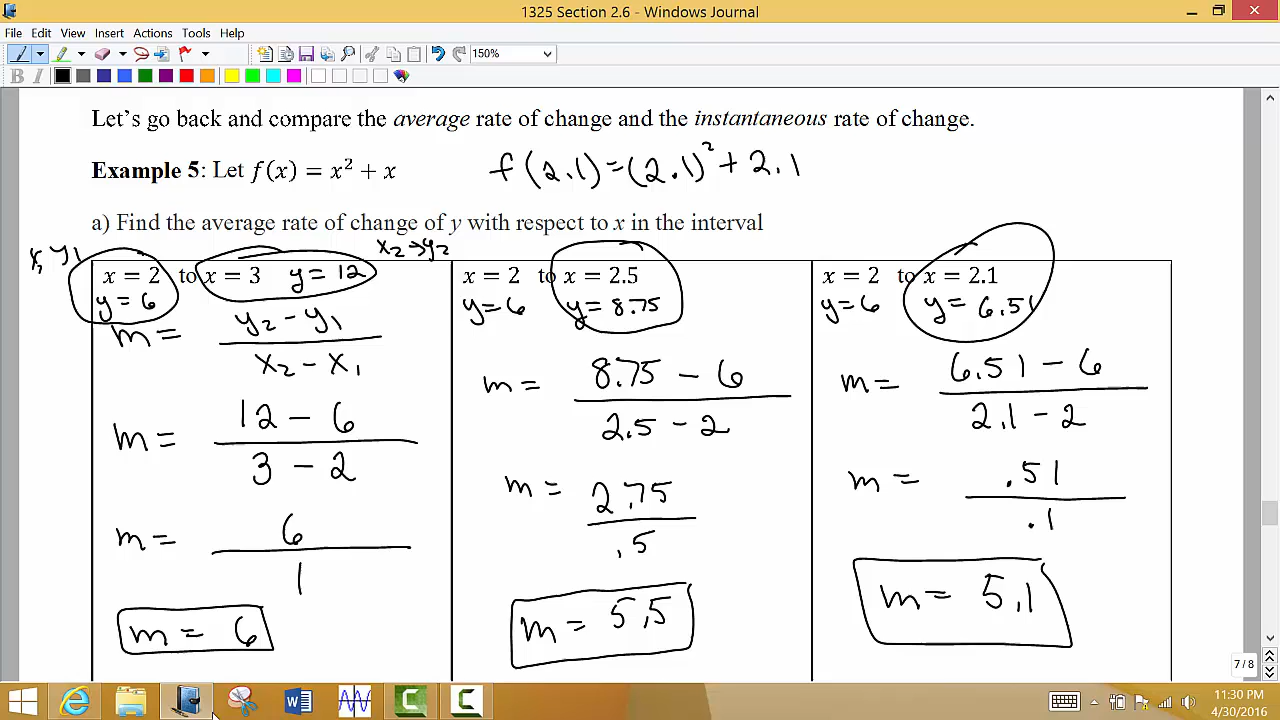 1325 Section 2.6 - Windows Journal
File Edit View Insert Actions Tools Help
150%
B I
Let's go back and compare the average rate of change and the instantaneous rate of change.
Example 5: Let f(x) = x² + x
f(2.1) = (2.1)² + 2.1
a) Find the average rate of change of y with respect to x in the interval
x₁ y₁
x₂ → y₂
x = 2 to x = 3 y = 12
y = 6
m = y₂ - y₁
x₂ - x₁
m = 12 - 6
3 - 2
m = 6
1
m = 6
x = 2 to x = 2.5
y = 6 y = 8.75
m = 8.75 - 6
2.5 - 2
m = 2.75
.5
m = 5.5
x = 2 to x = 2.1
y = 6 y = 6.51
m = 6.51 - 6
2.1 - 2
m = .51
.1
m = 5.1
7 / 8
11:30 PM
4/30/2016